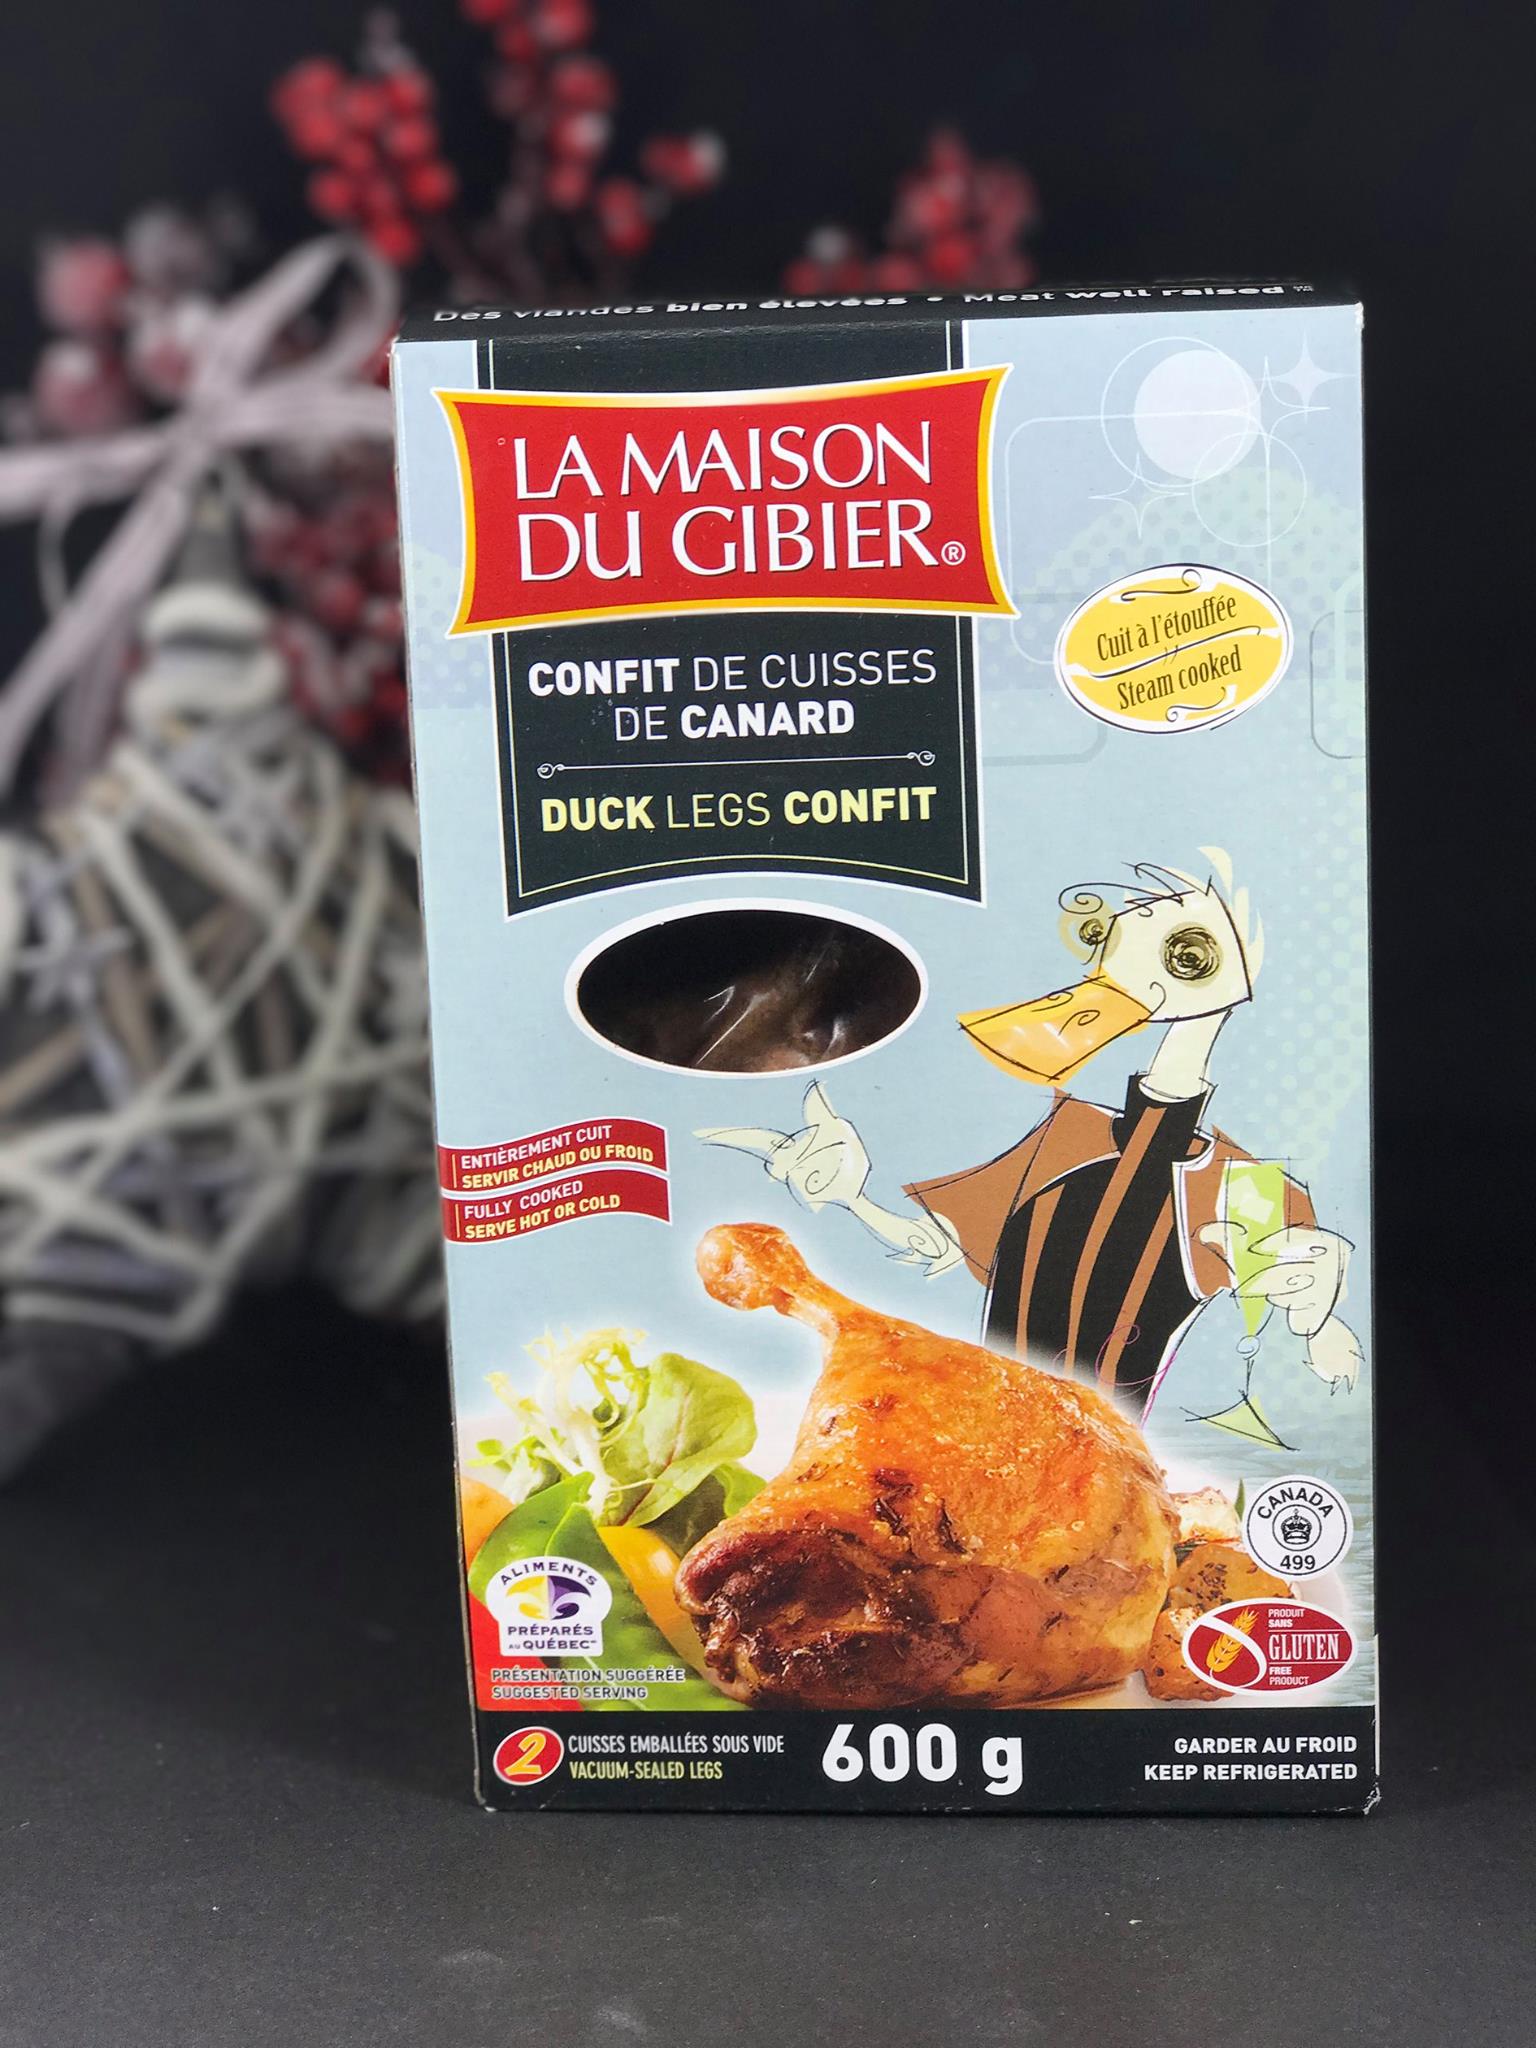 Des viandes bien élevées • Meat well raised
LA MAISON
DU GIBIER®
CONFIT DE CUISSES
DE CANARD
DUCK LEGS CONFIT
Cuit à l'étouffée
Steam cooked
ENTIÈREMENT CUIT
SERVIR CHAUD OU FROID
FULLY COOKED
SERVE HOT OR COLD
CANADA
499
ALIMENTS
PRÉPARÉS
AU QUÉBEC
PRODUIT
SANS
GLUTEN
FREE
PRODUCT
PRÉSENTATION SUGGÉRÉE
SUGGESTED SERVING
2 CUISSES EMBALLÉES SOUS VIDE
VACUUM-SEALED LEGS
600 g
GARDER AU FROID
KEEP REFRIGERATED